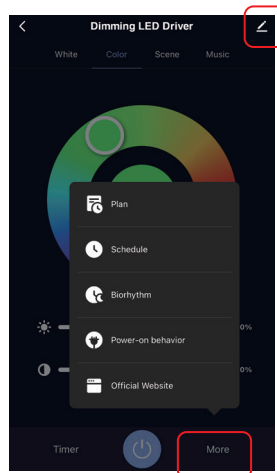 Dimming LED Driver
White Color Scene Music
Plan
Schedule
Biorhythm
Power-on behavior
0%
0%
Official Website
Timer More